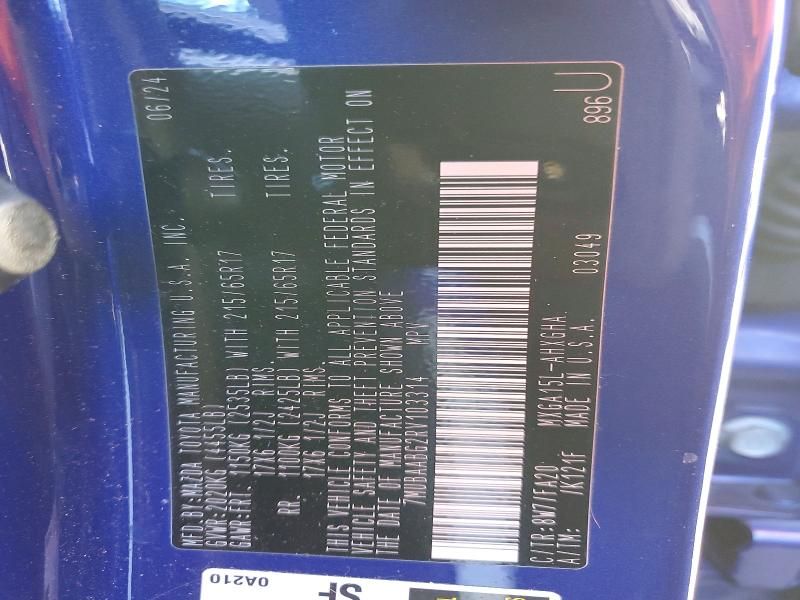 MFD.BY:MAZDA TOYOTA MANUFACTURING U.S.A. INC. 06/24
GVWR:2020KG (4455LB)
GAWR:FRT. 1150KG (2535LB) WITH 215/65R17 TIRES.
17X6-1/2J RIMS.
RR. 1100KG (2425LB) WITH 215/65R17 TIRES.
17X6-1/2J RIMS.
THIS VEHICLE CONFORMS TO ALL APPLICABLE FEDERAL MOTOR
VEHICLE SAFETY AND THEFT PREVENTION STANDARDS IN EFFECT ON
THE DATE OF MANUFACTURE SHOWN ABOVE
MPV
C/TR:8W7/FA20 MXGA15L-AHXGHA 03049
A/TM: /K121F MADE IN U.S.A. 896U
0A210